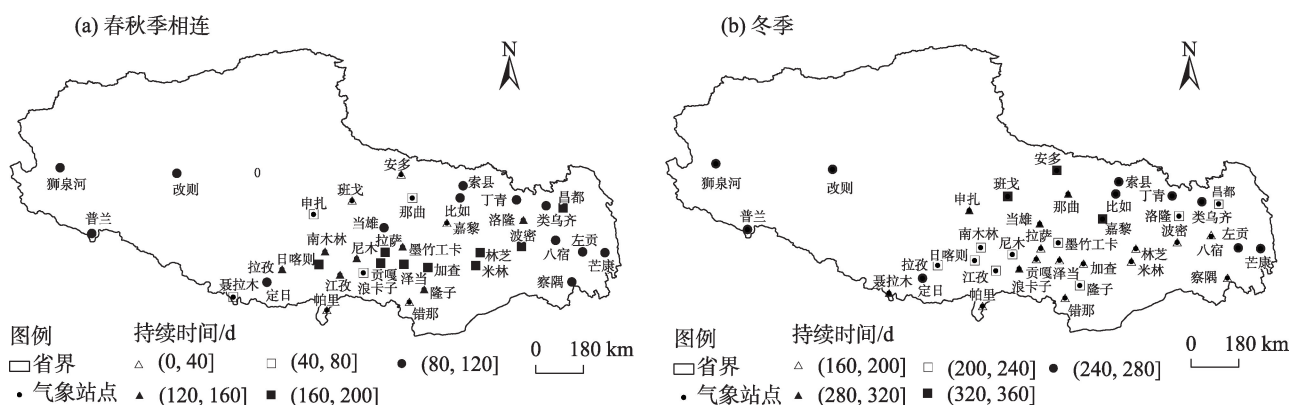 (a) 春秋季相连
N
安多
狮泉河
改则
0
班戈
申扎
那曲
索县
比如
丁青
昌都
嘉黎
洛隆
类乌齐
普兰
当雄
南木林
拉萨
尼木
墨竹工卡
波密
左贡
八宿
日喀则
拉孜
林芝
米林
芒康
聂拉木
定日
江孜
贡嘎
浪卡子
泽当
加查
隆子
察隅
帕里
错那
图例
持续时间/d
省界
(0, 40]
(40, 80]
(80, 120]
气象站点
(120, 160]
(160, 200]
0 180 km
(b) 冬季
N
安多
狮泉河
改则
班戈
申扎
那曲
索县
比如
丁青
昌都
嘉黎
洛隆
类乌齐
普兰
当雄
南木林
拉萨
尼木
墨竹工卡
波密
左贡
八宿
日喀则
拉孜
林芝
米林
芒康
聂拉木
定日
江孜
贡嘎
浪卡子
泽当
加查
隆子
察隅
帕里
错那
图例
持续时间/d
省界
(160, 200]
(200, 240]
(240, 280]
气象站点
(280, 320]
(320, 360]
0 180 km